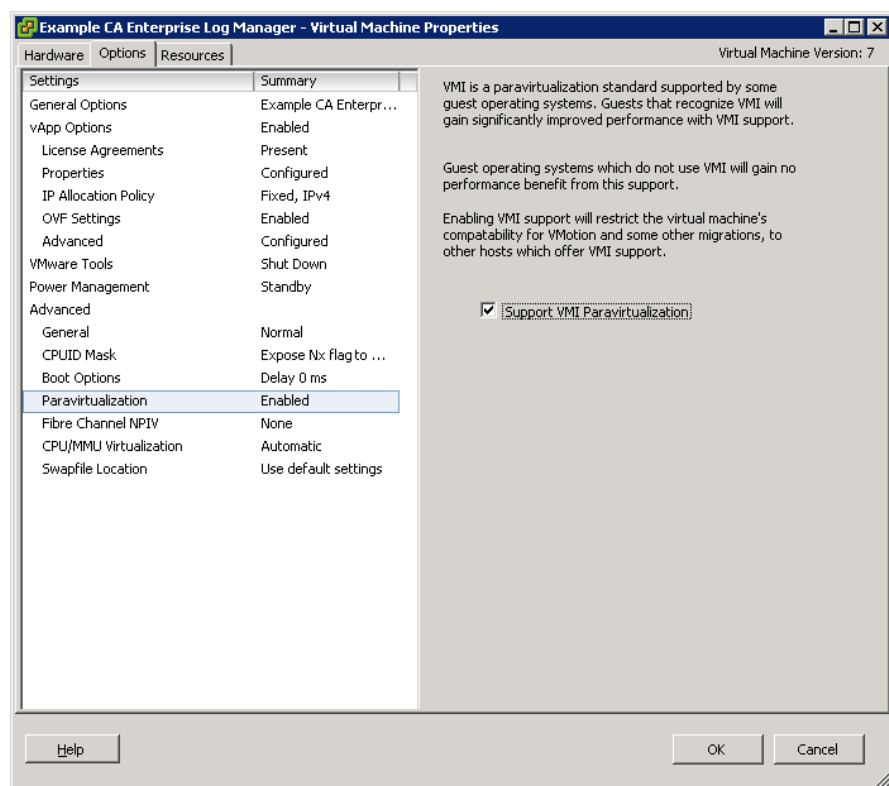 Example CA Enterprise Log Manager - Virtual Machine Properties
Hardware Options Resources Virtual Machine Version: 7
Settings Summary
General Options Example CA Enterpr...
vApp Options Enabled
License Agreements Present
Properties Configured
IP Allocation Policy Fixed, IPv4
OVF Settings Enabled
Advanced Configured
VMware Tools Shut Down
Power Management Standby
Advanced
General Normal
CPUID Mask Expose Nx flag to ...
Boot Options Delay 0 ms
Paravirtualization Enabled
Fibre Channel NPIV None
CPU/MMU Virtualization Automatic
Swapfile Location Use default settings
VMI is a paravirtualization standard supported by some
guest operating systems. Guests that recognize VMI will
gain significantly improved performance with VMI support.
Guest operating systems which do not use VMI will gain no
performance benefit from this support.
Enabling VMI support will restrict the virtual machine's
compatability for VMotion and some other migrations, to
other hosts which offer VMI support.
Support VMI Paravirtualization
Help OK Cancel